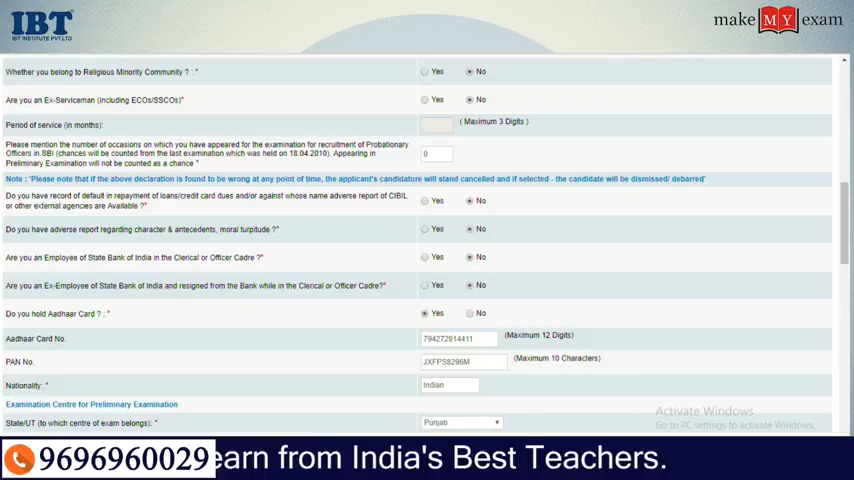 IBT
IBT INSTITUTE PVT.LTD
make MY exam
Whether you belong to Religious Minority Community ? : *
Yes No
Are you an Ex-Serviceman (including ECOs/SSCOs)*
Yes No
Period of service (in months):
( Maximum 3 Digits )
Please mention the number of occasions on which you have appeared for the examination for recruitment of Probationary
Officers in SBI (chances will be counted from the last examination which was held on 18.04.2010). Appearing in
Preliminary Examination will not be counted as a chance *
0
Note : 'Please note that if the above declaration is found to be wrong at any point of time, the applicant's candidature will stand cancelled and if selected - the candidate will be dismissed/ debarred'
Do you have record of default in repayment of loans/credit card dues and/or against whose name adverse report of CIBIL
or other external agencies are Available ?*
Yes No
Do you have adverse report regarding character & antecedents, moral turpitude ?*
Yes No
Are you an Employee of State Bank of India in the Clerical or Officer Cadre ?*
Yes No
Are you an Ex-Employee of State Bank of India and resigned from the Bank while in the Clerical or Officer Cadre?*
Yes No
Do you hold Aadhaar Card ? : *
Yes No
Aadhaar Card No.
794272914411 (Maximum 12 Digits)
PAN No.
JXFPS8296M (Maximum 10 Characters)
Nationality: *
Indian
Examination Centre for Preliminary Examination
State/UT (to which centre of exam belongs): *
Punjab
Activate Windows
Go to PC settings to activate Windows.
9696960029 earn from India's Best Teachers.